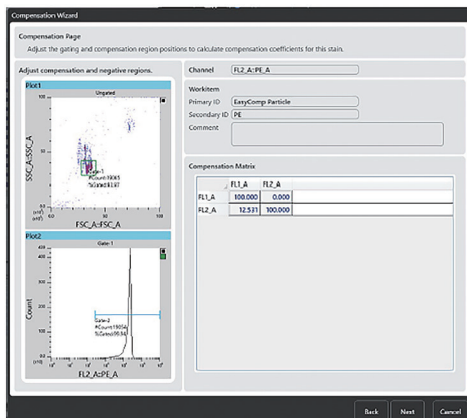 Compensation Wizard
Compensation Page
Adjust the gating and compensation region positions to calculate compensation coefficients for this stain.
Adjust compensation and negative regions.
Plot1
Ungated
SSC_A::SSC_A
FSC_A::FSC_A
Plot2
Gate-1
Count
Gate-2
FL2_A::PE_A
Channel FL2_A::PE_A
Workitem
Primary ID EasyComp Particle
Secondary ID PE
Comment
Compensation Matrix
FL1_A FL2_A
FL1_A 100.000 0.000
FL2_A 12.531 100.000
Back Next Cancel